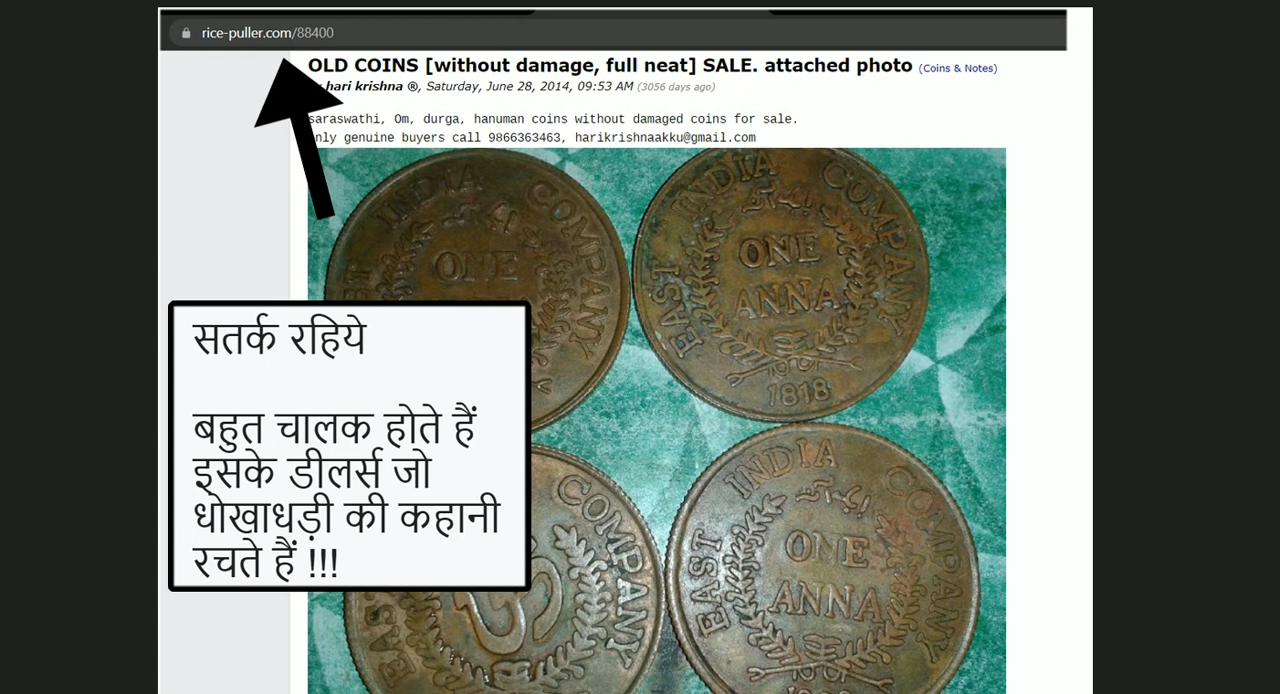 rice-puller.com/88400
OLD COINS [without damage, full neat] SALE. attached photo (Coins & Notes)
hari krishna ®, Saturday, June 28, 2014, 09:53 AM (3056 days ago)
saraswathi, Om, durga, hanuman coins without damaged coins for sale.
only genuine buyers call 9866363463, harikrishnaakku@gmail.com
INDIA COMPANY
ONE
EAST INDIA COMPANY
ONE
ANNA
1818
सतर्क रहिये
बहुत चालक होते हैं
इसके डीलर्स जो
धोखाधड़ी की कहानी
रचते हैं !!!
COMPANY
EAST INDIA COMPANY
ONE
ANNA